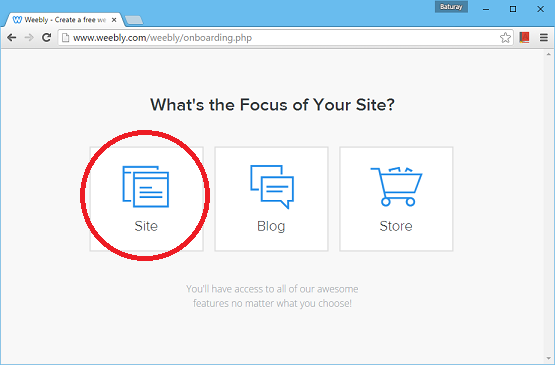 Baturay
Weebly - Create a free we
www.weebly.com/weebly/onboarding.php
What's the Focus of Your Site?
Site
Blog
Store
You'll have access to all of our awesome
features no matter what you choose!